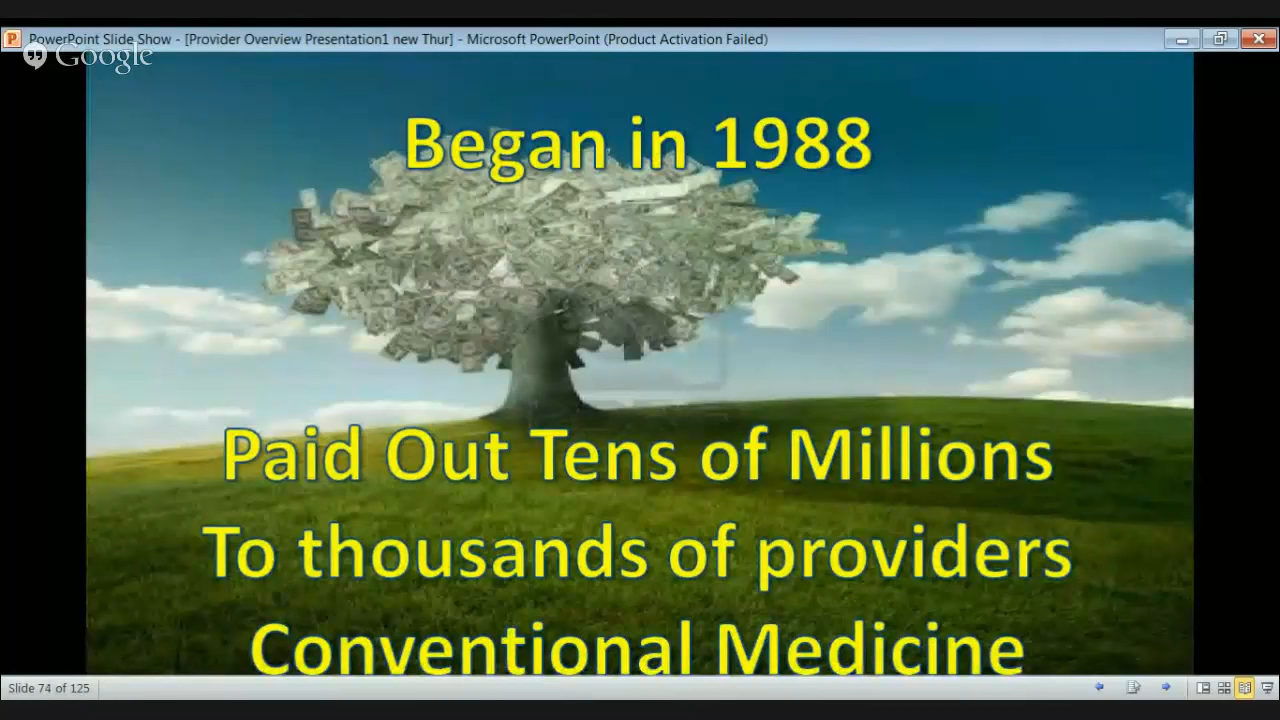 PowerPoint Slide Show - [Provider Overview Presentation1 new Thur] - Microsoft PowerPoint (Product Activation Failed)
Google
Began in 1988
Paid Out Tens of Millions
To thousands of providers
Conventional Medicine
Slide 74 of 125